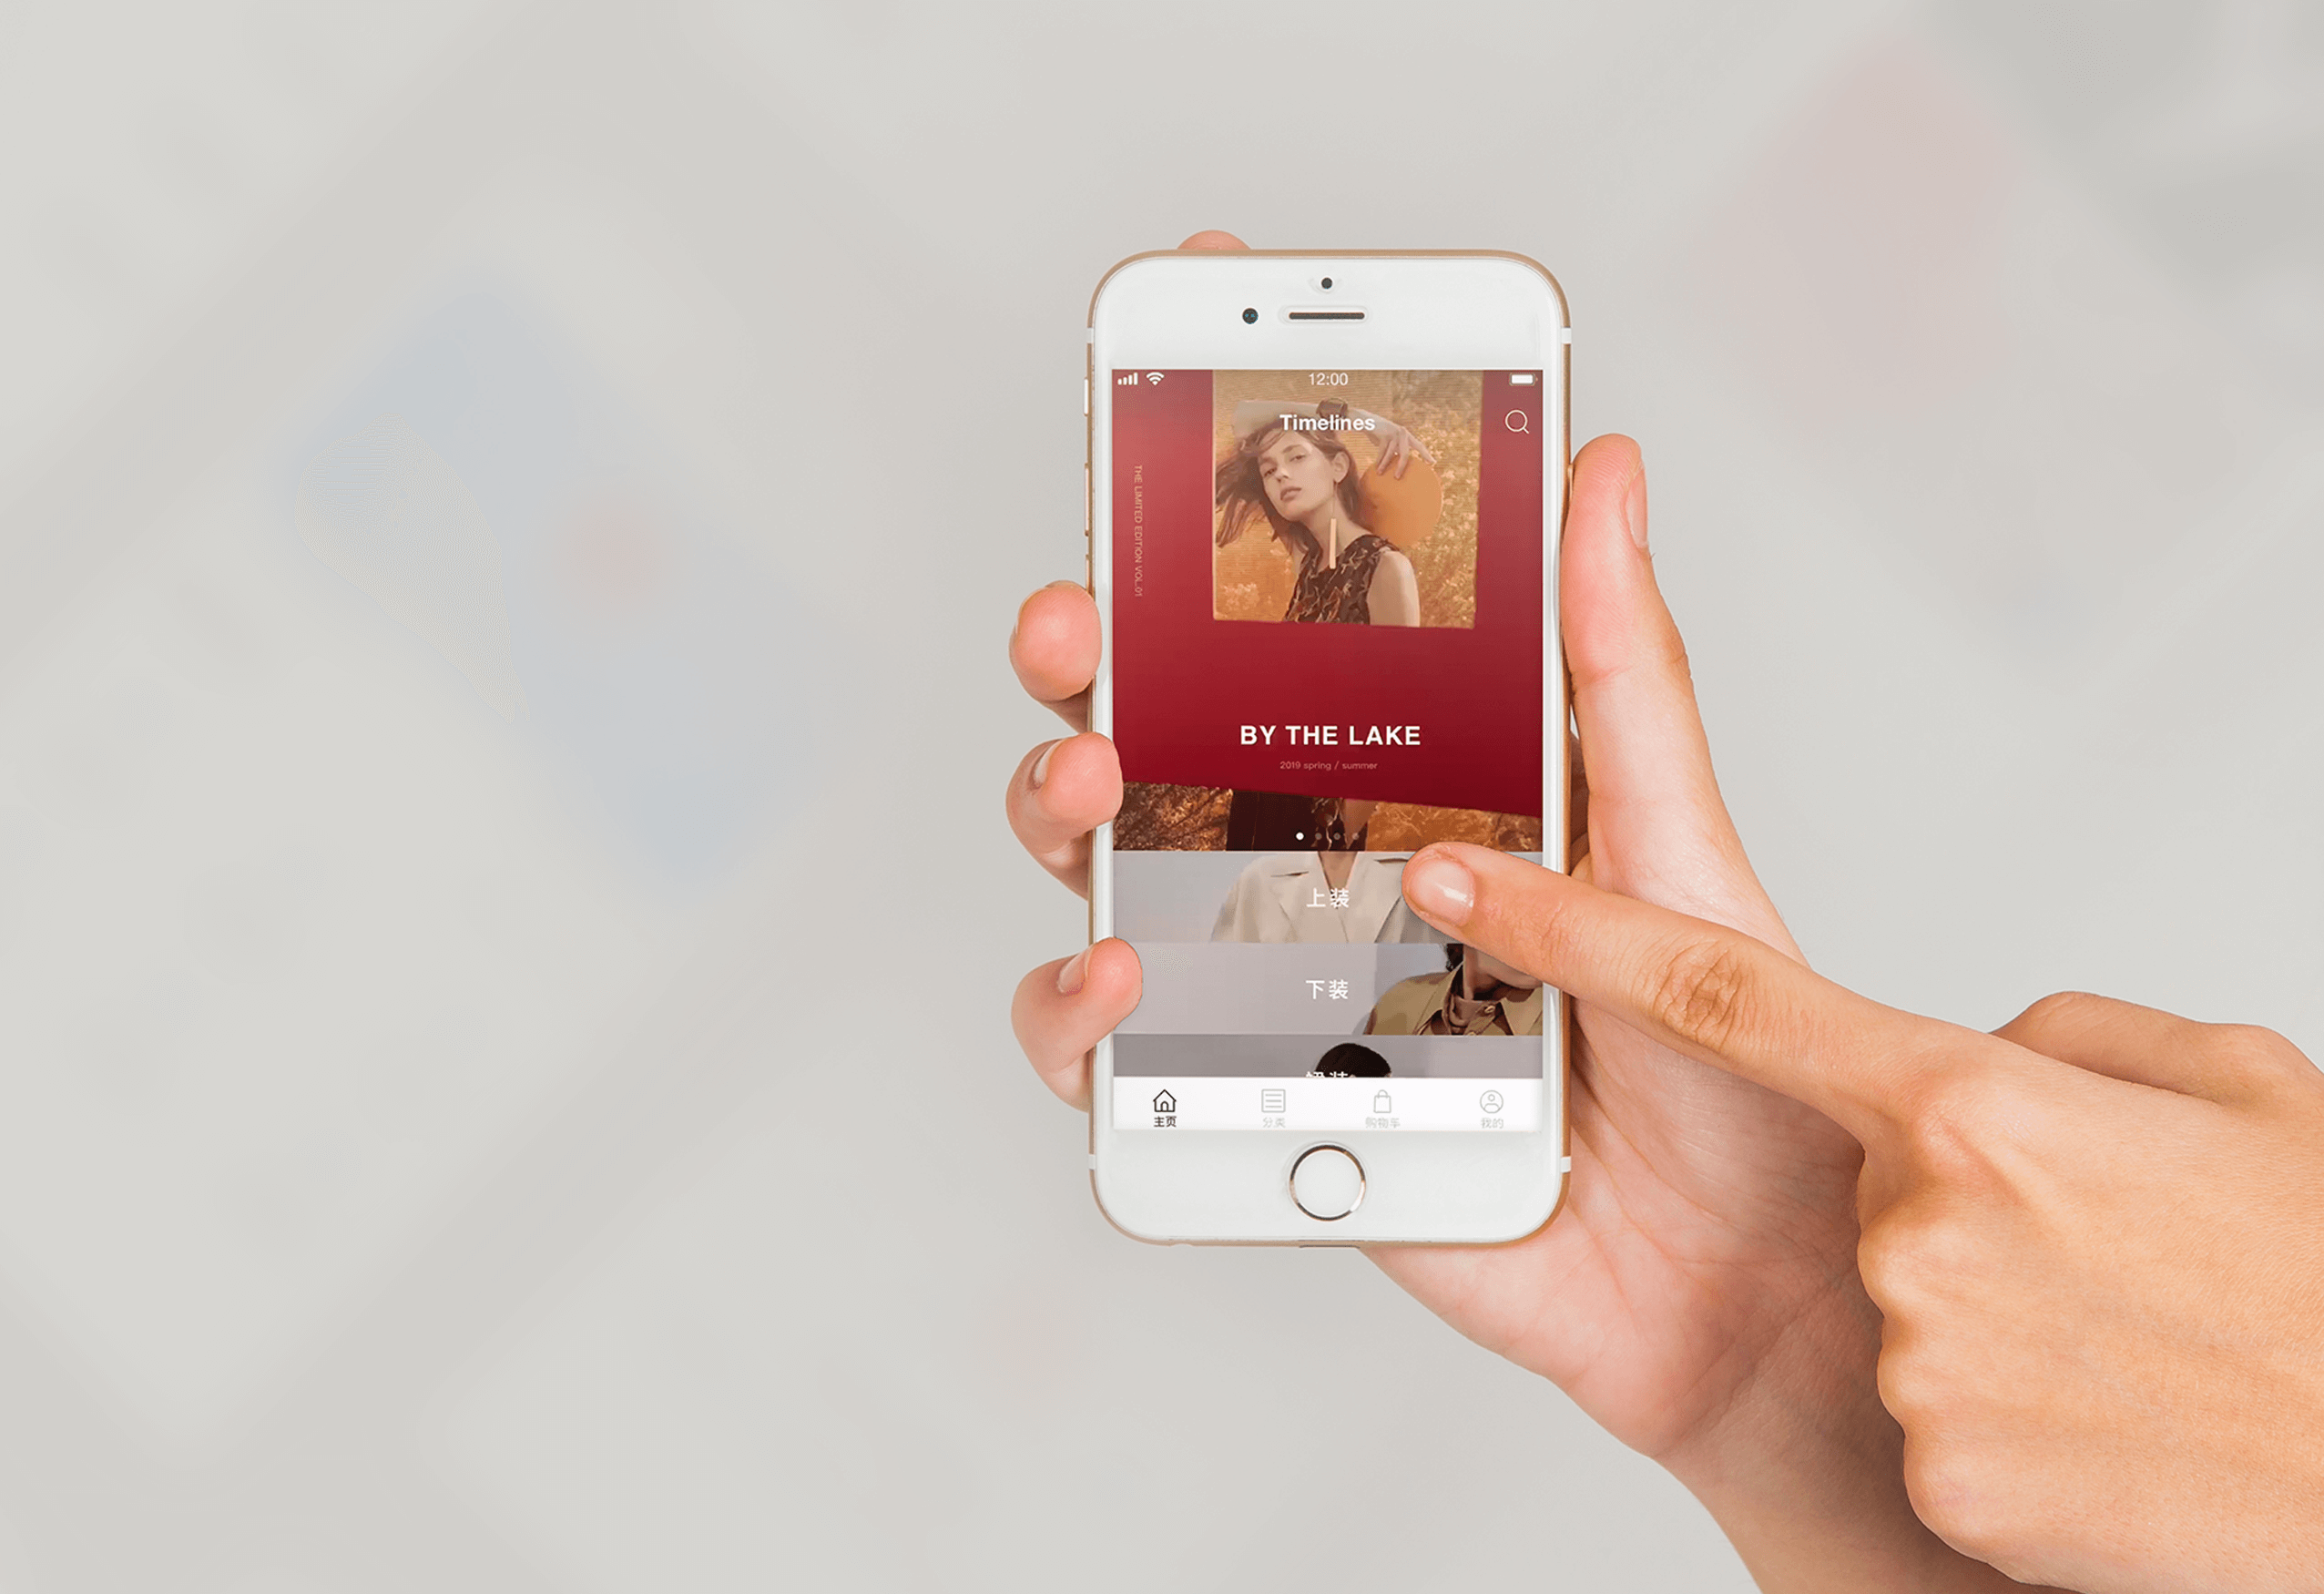 12:00
Timelines
THE LIMITED EDITION VOL.01
BY THE LAKE
2019 spring / summer
上装
下装
主页
分类
购物车
我的